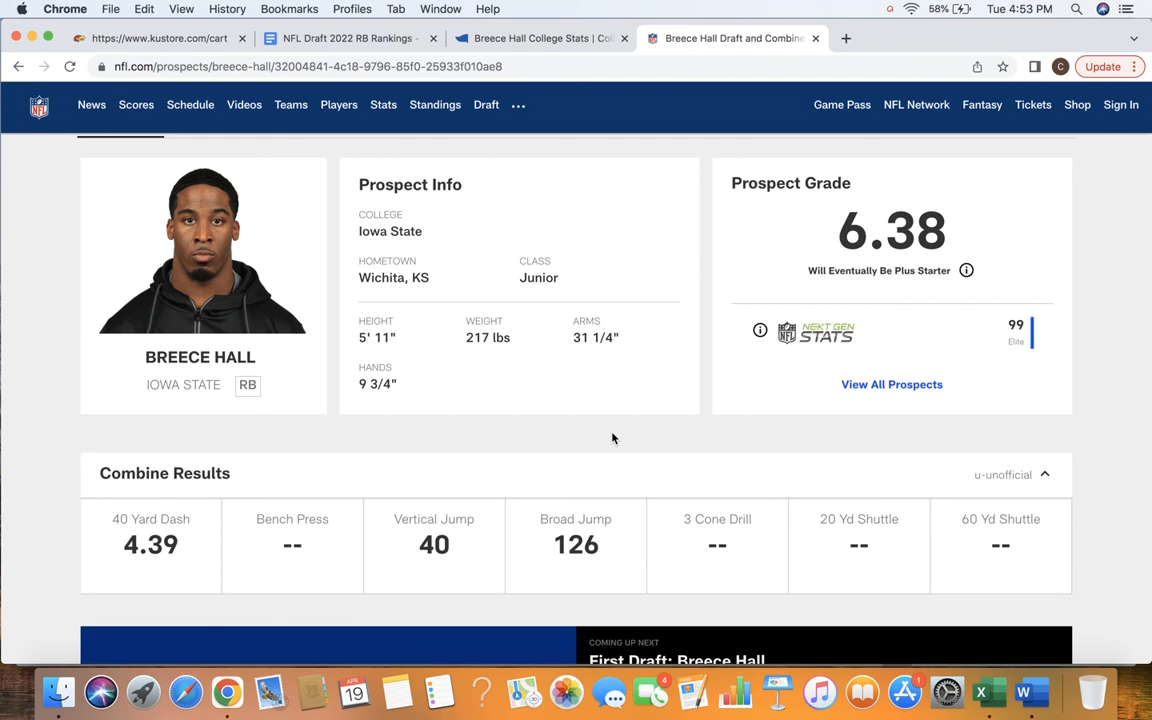 Chrome File Edit View History Bookmarks Profiles Tab Window Help 58% Tue 4:53 PM
https://www.kustore.com/cart NFL Draft 2022 RB Rankings - Breece Hall College Stats | Col Breece Hall Draft and Combine
nfl.com/prospects/breece-hall/32004841-4c18-9796-85f0-25933f010ae8 C Update
NFL News Scores Schedule Videos Teams Players Stats Standings Draft ... Game Pass NFL Network Fantasy Tickets Shop Sign In
BREECE HALL
IOWA STATE RB
Prospect Info
COLLEGE
Iowa State
HOMETOWN CLASS
Wichita, KS Junior
HEIGHT WEIGHT ARMS
5' 11" 217 lbs 31 1/4"
HANDS
9 3/4"
Prospect Grade
6.38
Will Eventually Be Plus Starter
NFL NEXT GEN STATS 99
Elite
View All Prospects
Combine Results u-unofficial
40 Yard Dash Bench Press Vertical Jump Broad Jump 3 Cone Drill 20 Yd Shuttle 60 Yd Shuttle
4.39 -- 40 126 -- -- --
COMING UP NEXT
First Draft: Breece Hall
APR 19 4 1 W